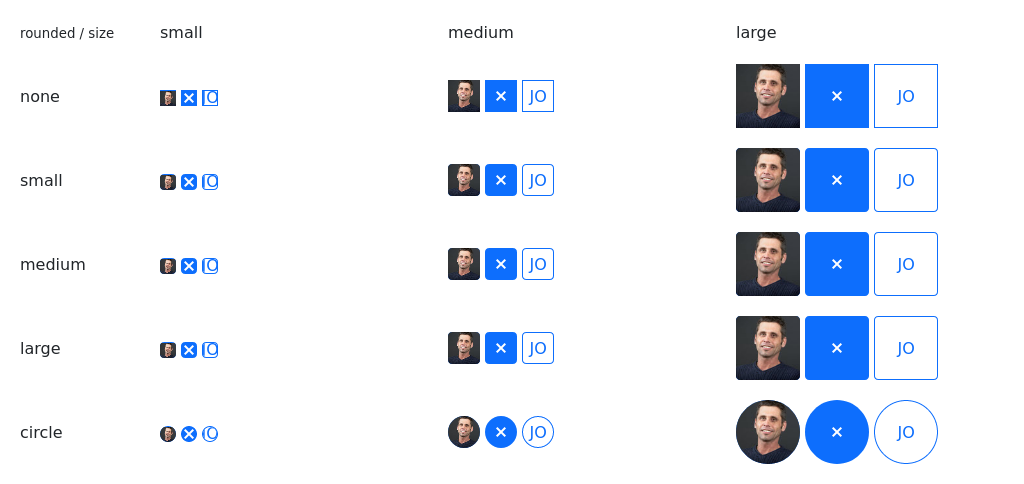 rounded / size small medium large
none JO JO JO
small JO JO JO
medium JO JO JO
large JO JO JO
circle JO JO JO